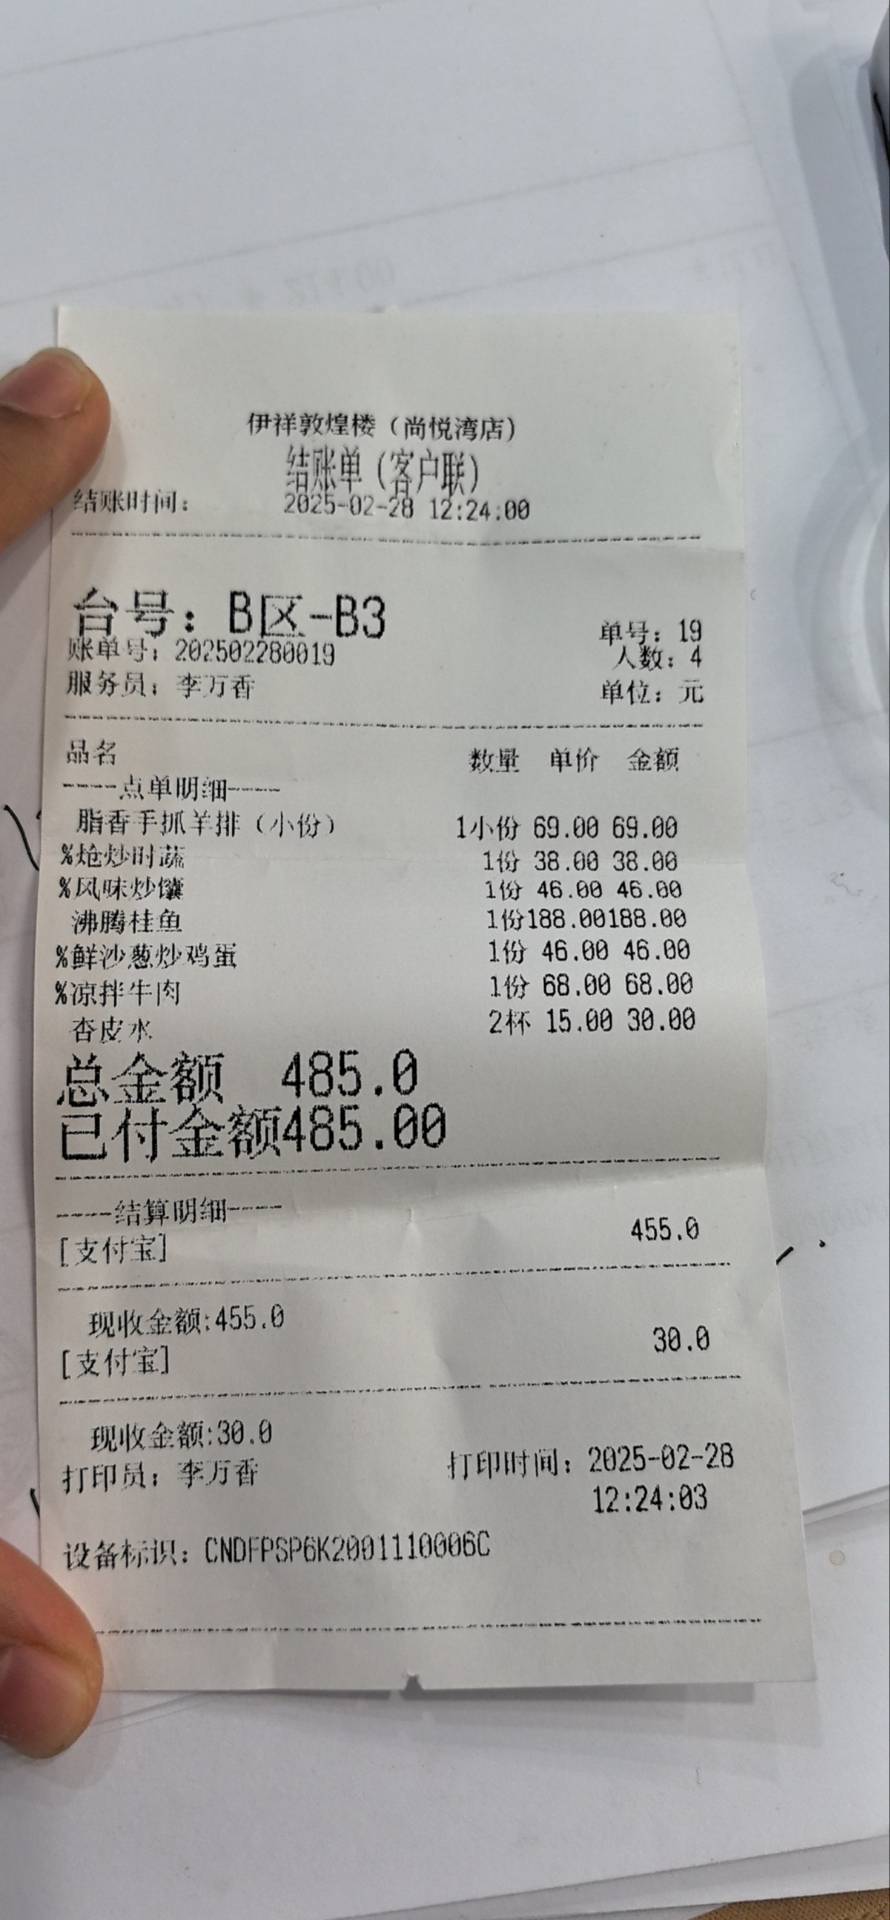 伊祥敦煌楼（尚悦湾店）
结账单（客户联）
结账时间： 2025-02-28 12:24:00
台号：B区-B3
单号：19
账单号：202502280019
人数：4
服务员：李万香
单位：元
品名 数量 单价 金额
----点单明细----
脂香手抓羊排（小份） 1小份 69.00 69.00
%炝炒时蔬 1份 38.00 38.00
%风味炒馕 1份 46.00 46.00
沸腾桂鱼 1份188.00188.00
%鲜沙葱炒鸡蛋 1份 46.00 46.00
%凉拌牛肉 1份 68.00 68.00
杏皮水 2杯 15.00 30.00
总金额 485.0
已付金额485.00
----结算明细----
[支付宝] 455.0
现收金额:455.0
[支付宝] 30.0
现收金额:30.0
打印员：李万香 打印时间：2025-02-28
12:24:03
设备标识：CNDFPSP6K2001110006C